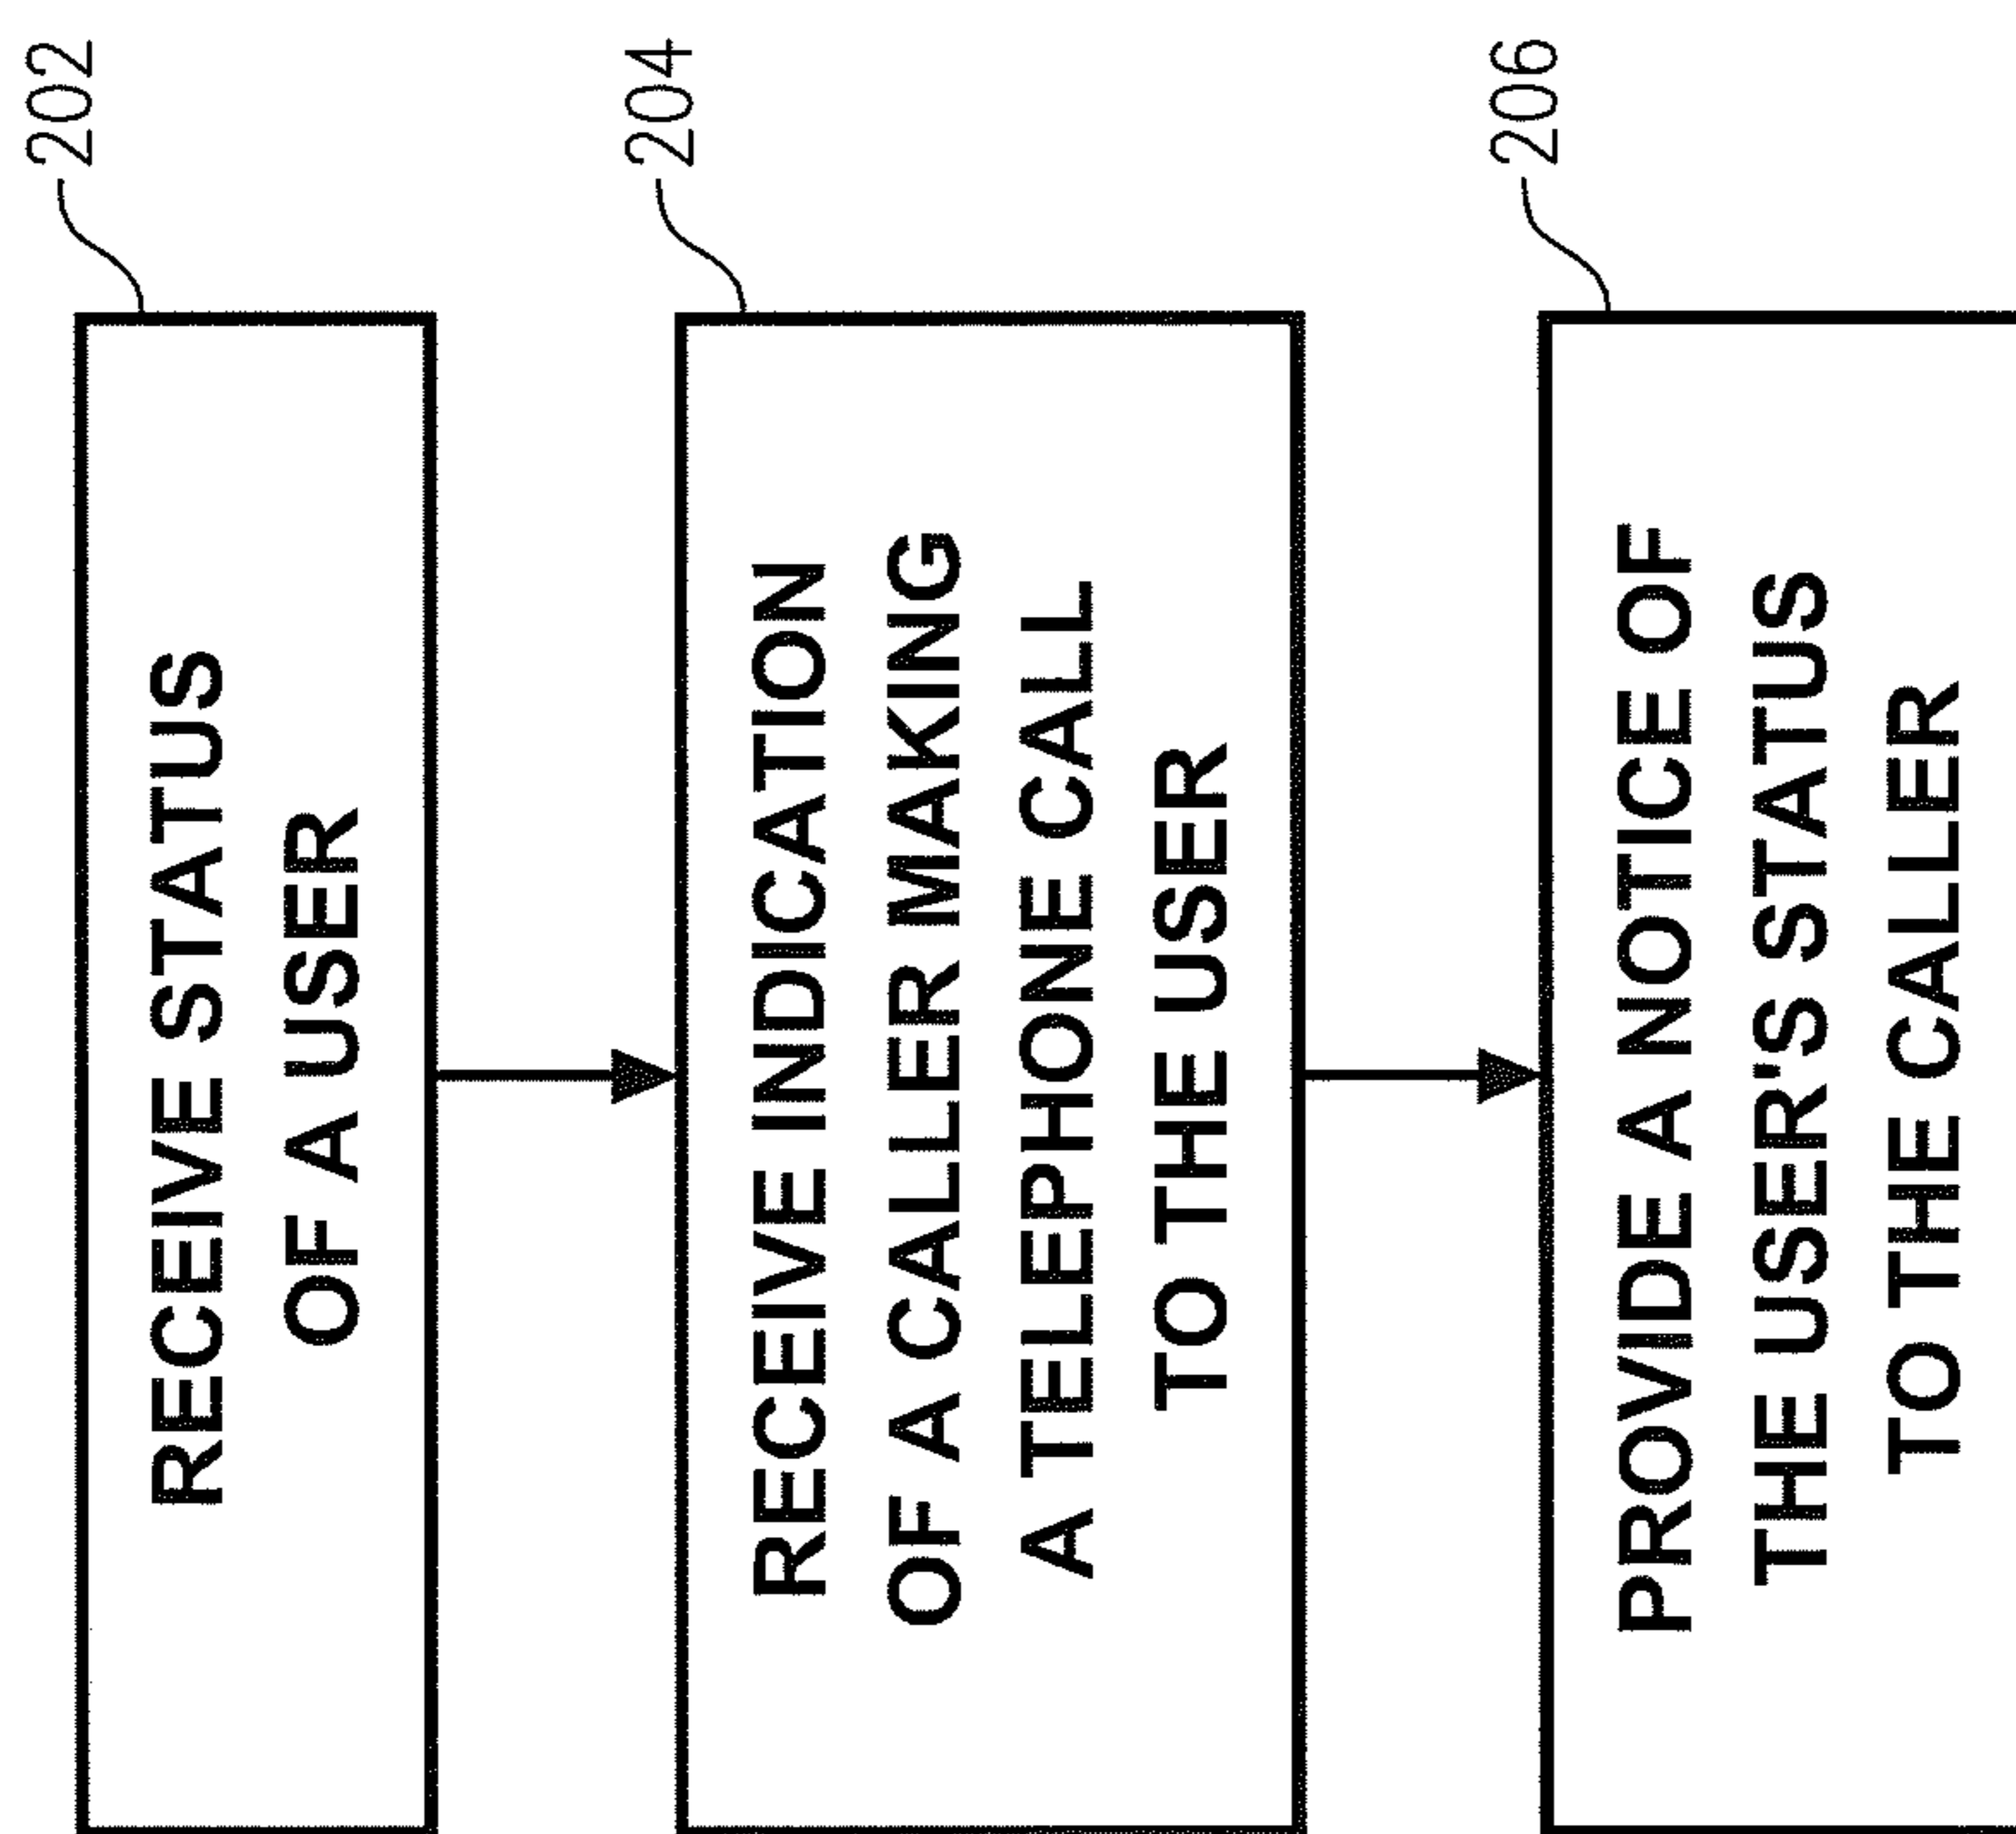 202
RECEIVE STATUS
OF A USER
204
RECEIVE INDICATION
OF A CALLER MAKING
A TELEPHONE CALL
TO THE USER
206
PROVIDE A NOTICE OF
THE USER'S STATUS
TO THE CALLER